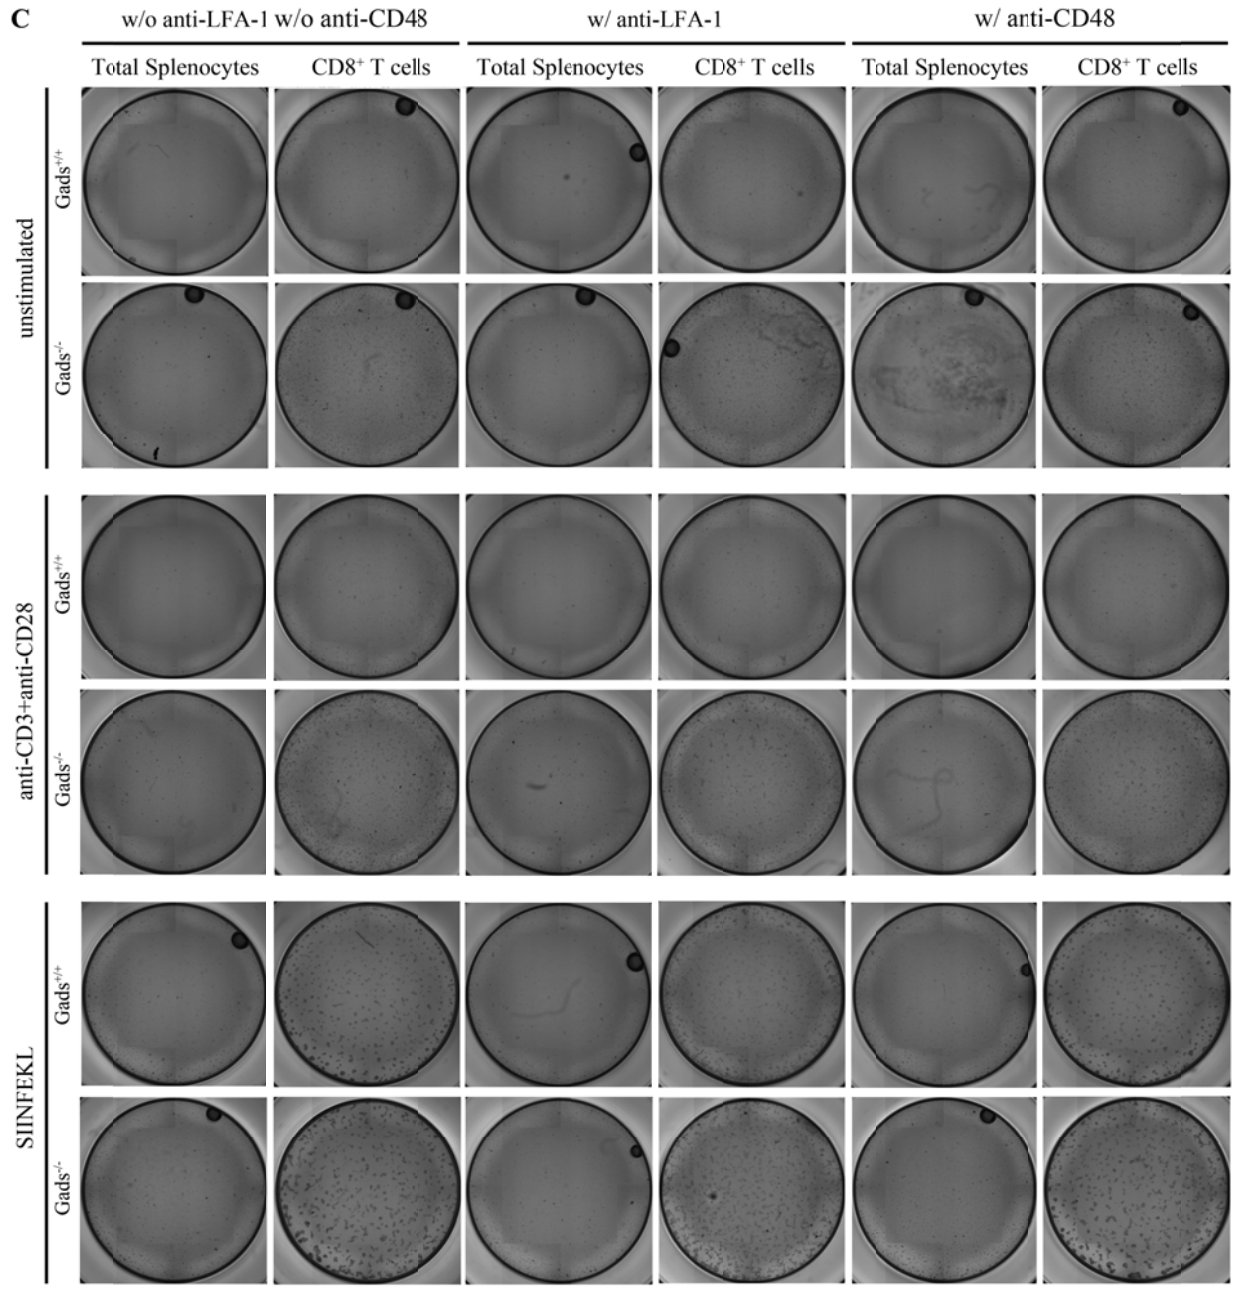 C
w/o anti-LFA-1 w/o anti-CD48 w/ anti-LFA-1 w/ anti-CD48
Total Splenocytes CD8⁺ T cells Total Splenocytes CD8⁺ T cells Total Splenocytes CD8⁺ T cells
unstimulated
Gads⁺/⁺
Gads⁻/⁻
anti-CD3+anti-CD28
Gads⁺/⁺
Gads⁻/⁻
SIINFEKL
Gads⁺/⁺
Gads⁻/⁻